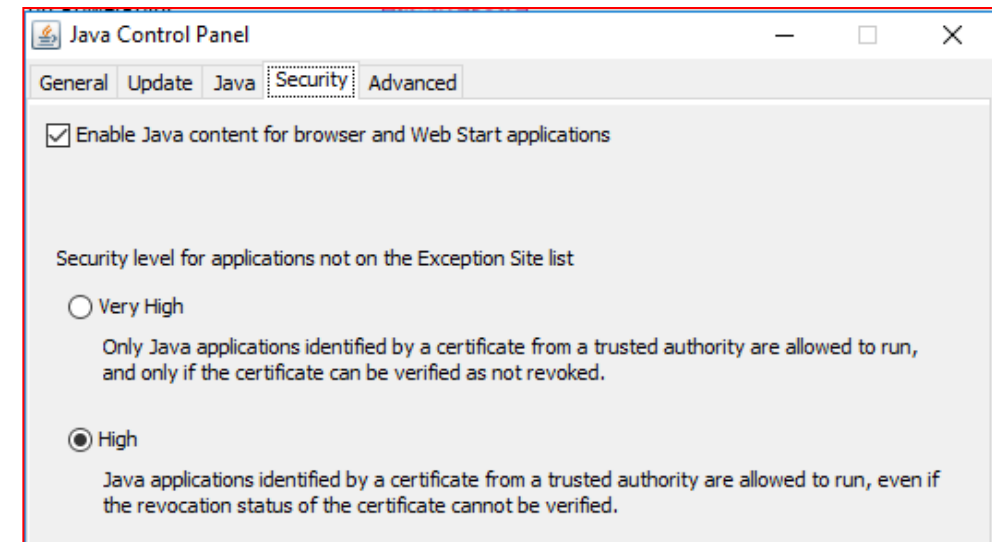 Java Control Panel
General Update Java Security Advanced
Enable Java content for browser and Web Start applications
Security level for applications not on the Exception Site list
Very High
Only Java applications identified by a certificate from a trusted authority are allowed to run,
and only if the certificate can be verified as not revoked.
High
Java applications identified by a certificate from a trusted authority are allowed to run, even if
the revocation status of the certificate cannot be verified.